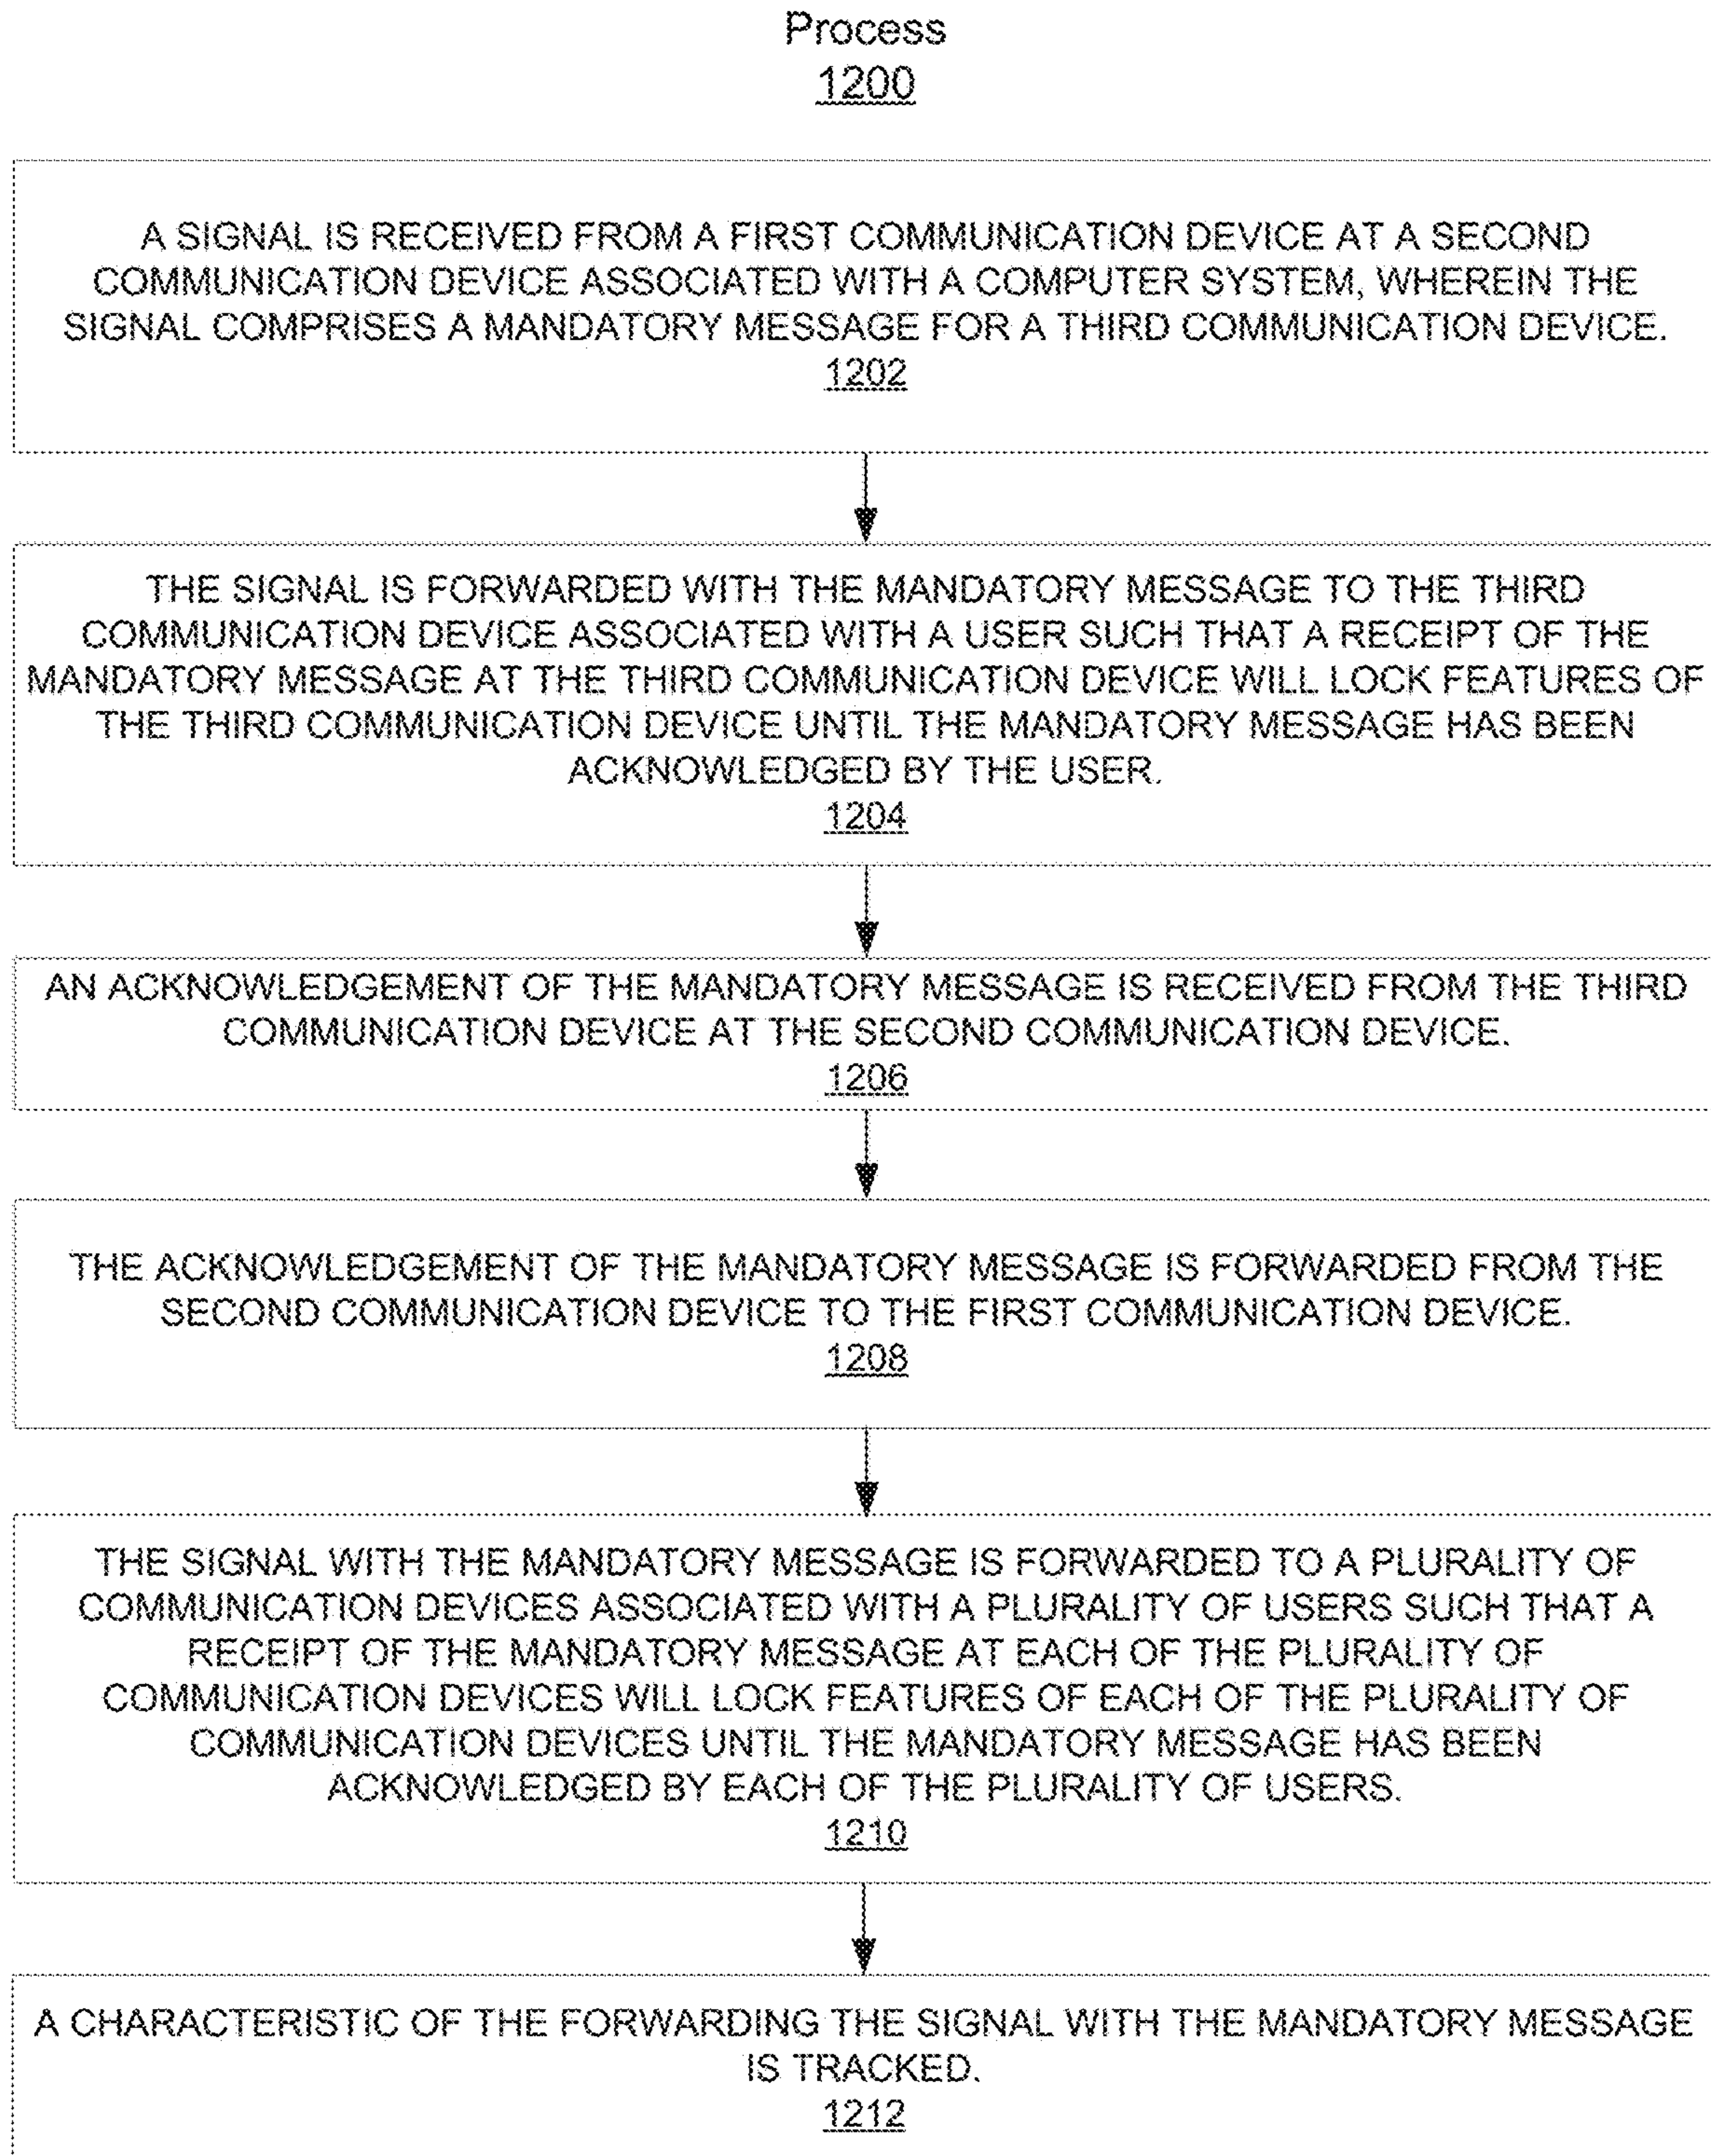 Process
1200
A SIGNAL IS RECEIVED FROM A FIRST COMMUNICATION DEVICE AT A SECOND
COMMUNICATION DEVICE ASSOCIATED WITH A COMPUTER SYSTEM, WHEREIN THE
SIGNAL COMPRISES A MANDATORY MESSAGE FOR A THIRD COMMUNICATION DEVICE.
1202
THE SIGNAL IS FORWARDED WITH THE MANDATORY MESSAGE TO THE THIRD
COMMUNICATION DEVICE ASSOCIATED WITH A USER SUCH THAT A RECEIPT OF THE
MANDATORY MESSAGE AT THE THIRD COMMUNICATION DEVICE WILL LOCK FEATURES OF
THE THIRD COMMUNICATION DEVICE UNTIL THE MANDATORY MESSAGE HAS BEEN
ACKNOWLEDGED BY THE USER.
1204
AN ACKNOWLEDGEMENT OF THE MANDATORY MESSAGE IS RECEIVED FROM THE THIRD
COMMUNICATION DEVICE AT THE SECOND COMMUNICATION DEVICE.
1206
THE ACKNOWLEDGEMENT OF THE MANDATORY MESSAGE IS FORWARDED FROM THE
SECOND COMMUNICATION DEVICE TO THE FIRST COMMUNICATION DEVICE.
1208
THE SIGNAL WITH THE MANDATORY MESSAGE IS FORWARDED TO A PLURALITY OF
COMMUNICATION DEVICES ASSOCIATED WITH A PLURALITY OF USERS SUCH THAT A
RECEIPT OF THE MANDATORY MESSAGE AT EACH OF THE PLURALITY OF
COMMUNICATION DEVICES WILL LOCK FEATURES OF EACH OF THE PLURALITY OF
COMMUNICATION DEVICES UNTIL THE MANDATORY MESSAGE HAS BEEN
ACKNOWLEDGED BY EACH OF THE PLURALITY OF USERS.
1210
A CHARACTERISTIC OF THE FORWARDING THE SIGNAL WITH THE MANDATORY MESSAGE
IS TRACKED.
1212